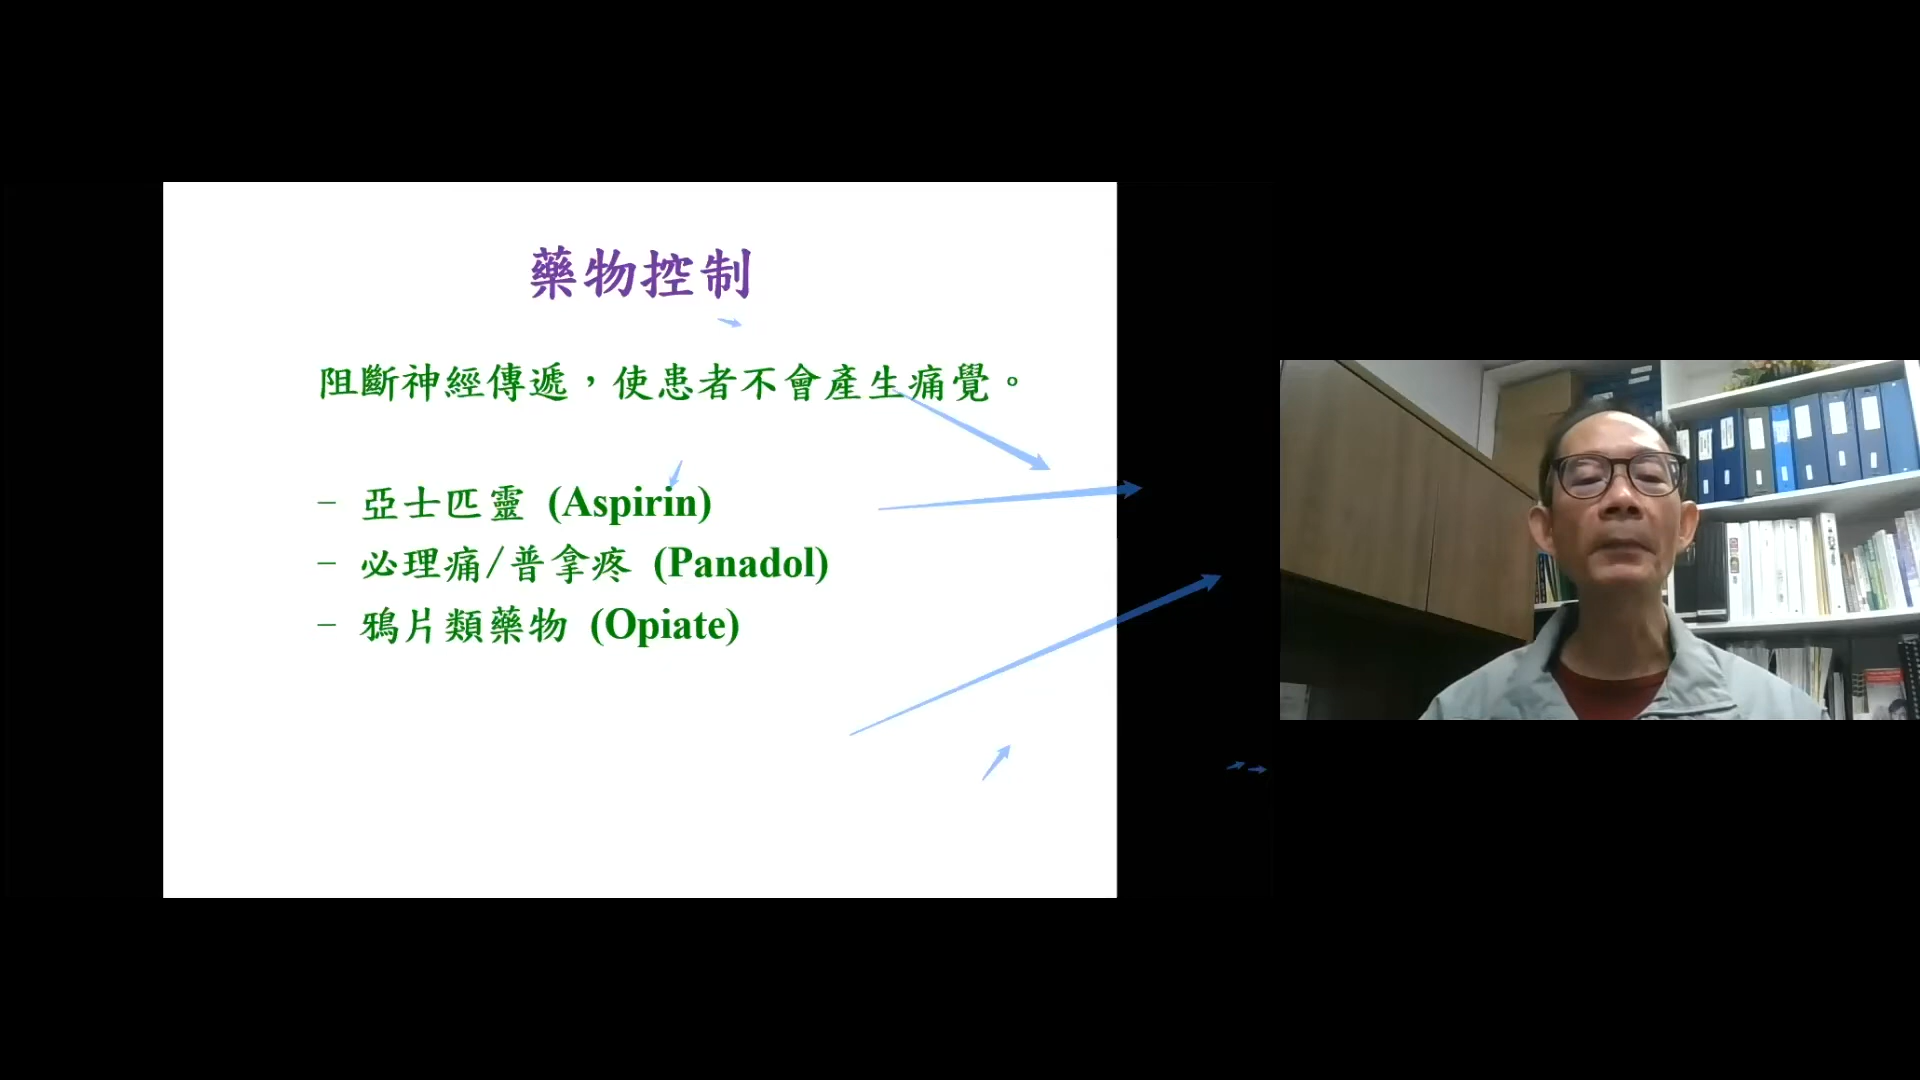 藥物控制
阻斷神經傳遞，使患者不會產生痛覺。
– 亞士匹靈 (Aspirin)
– 必理痛/普拿疼 (Panadol)
– 鴉片類藥物 (Opiate)